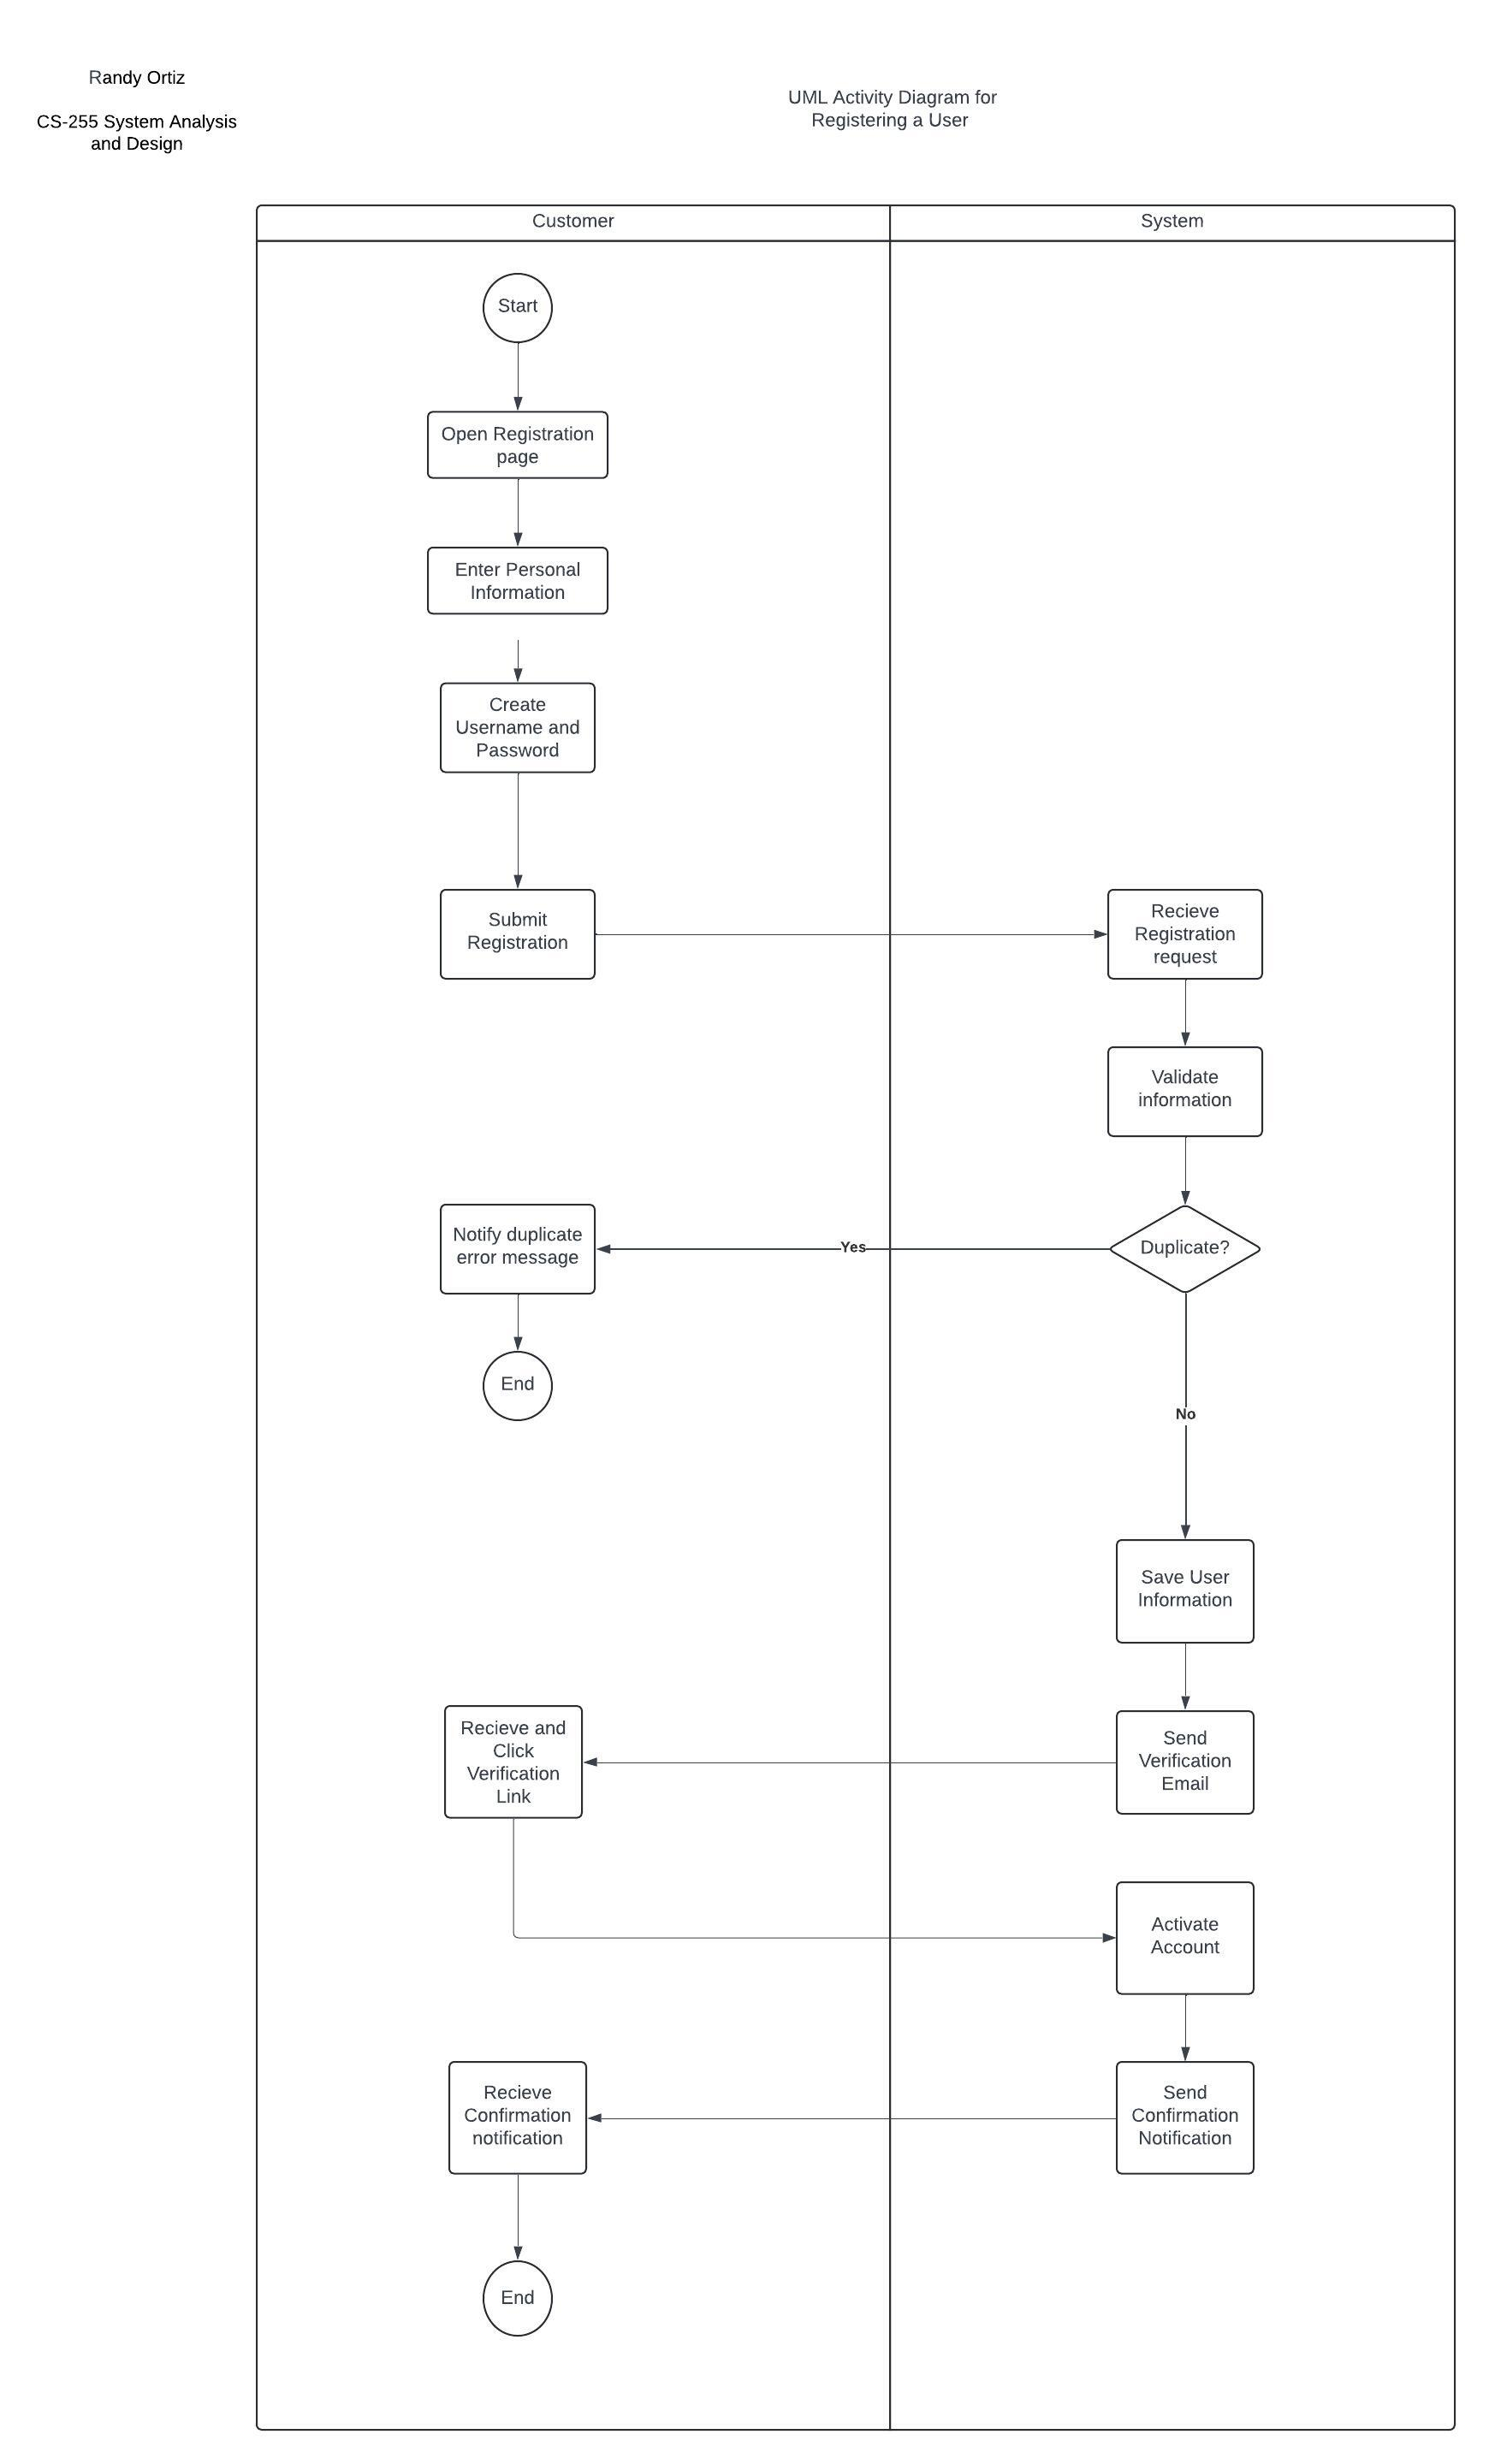 Randy Ortiz
CS-255 System Analysis
and Design
UML Activity Diagram for
Registering a User
Customer
System
Start
Open Registration
page
Enter Personal
Information
Create
Username and
Password
Submit
Registration
Recieve
Registration
request
Validate
information
Duplicate?
Yes
Notify duplicate
error message
End
No
Save User
Information
Send
Verification
Email
Recieve and
Click
Verification
Link
Activate
Account
Send
Confirmation
Notification
Recieve
Confirmation
notification
End